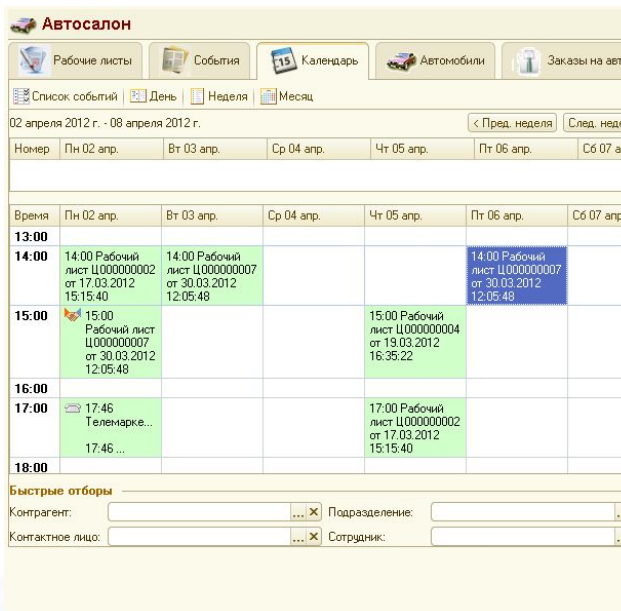 Автосалон
Рабочие листы События 15 Календарь Автомобили Заказы на авт
Список событий День Неделя Месяц
02 апреля 2012 г. - 08 апреля 2012 г. < Пред. неделя След. неде
Номер Пн 02 апр. Вт 03 апр. Ср 04 апр. Чт 05 апр. Пт 06 апр. Сб 07 а
Время Пн 02 апр. Вт 03 апр. Ср 04 апр. Чт 05 апр. Пт 06 апр. Сб 07 апр
13:00
14:00 14:00 Рабочий 14:00 Рабочий 14:00 Рабочий
лист Ц000000002 лист Ц000000007 лист Ц000000007
от 17.03.2012 от 30.03.2012 от 30.03.2012
15:15:40 12:05:48 12:05:48
15:00 15:00 15:00 Рабочий
Рабочий лист лист Ц000000004
Ц000000007 от 19.03.2012
от 30.03.2012 16:35:22
12:05:48
16:00
17:00 17:46 17:00 Рабочий
Телемарке... лист Ц000000002
от 17.03.2012
17:46 ... 15:15:40
18:00
Быстрые отборы
Контрагент: ... × Подразделение:
Контактное лицо: ... × Сотрудник: